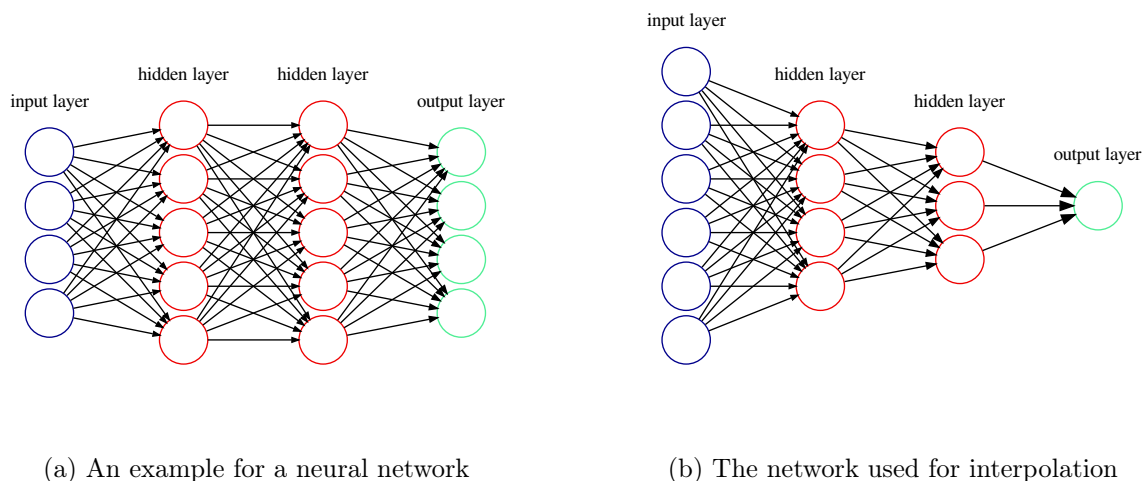 input layer
hidden layer
hidden layer
output layer
(a) An example for a neural network
input layer
hidden layer
hidden layer
output layer
(b) The network used for interpolation